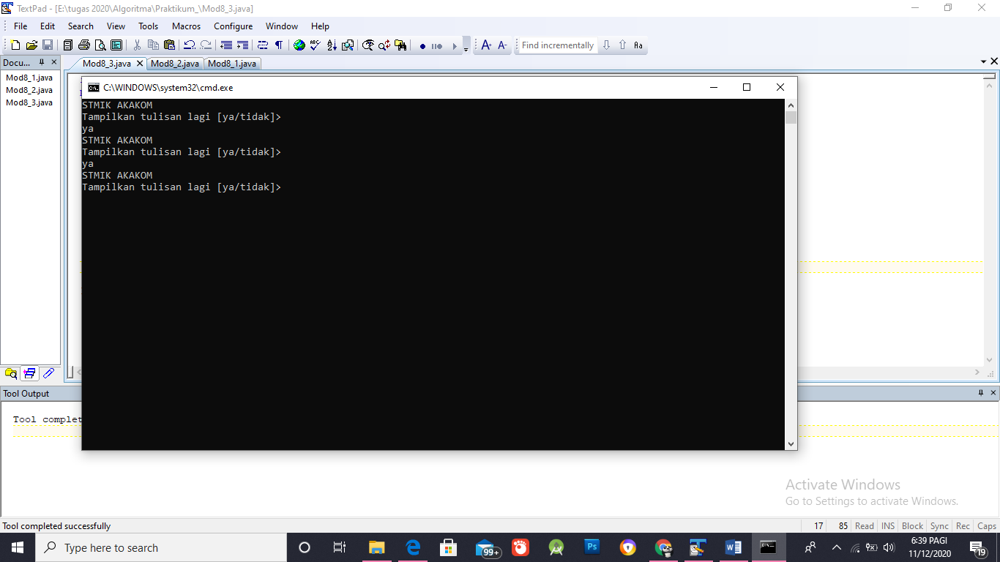 TextPad - [E:\tugas 2020\Algoritma\Praktikum_\Mod8_3.java]
File Edit Search View Tools Macros Configure Window Help
Find incrementally
Docu...
Mod8_3.java Mod8_2.java Mod8_1.java
Mod8_1.java
Mod8_2.java
Mod8_3.java
C:\WINDOWS\system32\cmd.exe
STMIK AKAKOM
Tampilkan tulisan lagi [ya/tidak]>
ya
STMIK AKAKOM
Tampilkan tulisan lagi [ya/tidak]>
ya
STMIK AKAKOM
Tampilkan tulisan lagi [ya/tidak]>
Tool Output
Tool complet
Activate Windows
Go to Settings to activate Windows.
Tool completed successfully
17 85 Read INS Block Sync Rec Caps
Type here to search
99+
Ps
6:39 PAGI
11/12/2020
19